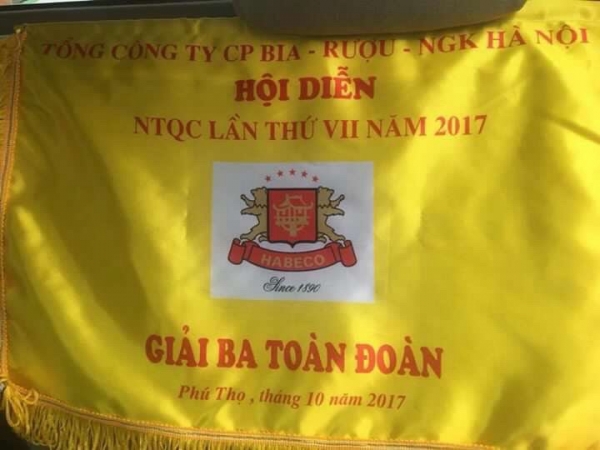 TỔNG CÔNG TY CP BIA - RƯỢU - NGK HÀ NỘI
HỘI DIỄN
NTQC LẦN THỨ VII NĂM 2017
HABECO
Since 1890
GIẢI BA TOÀN ĐOÀN
Phú Thọ , tháng 10 năm 2017